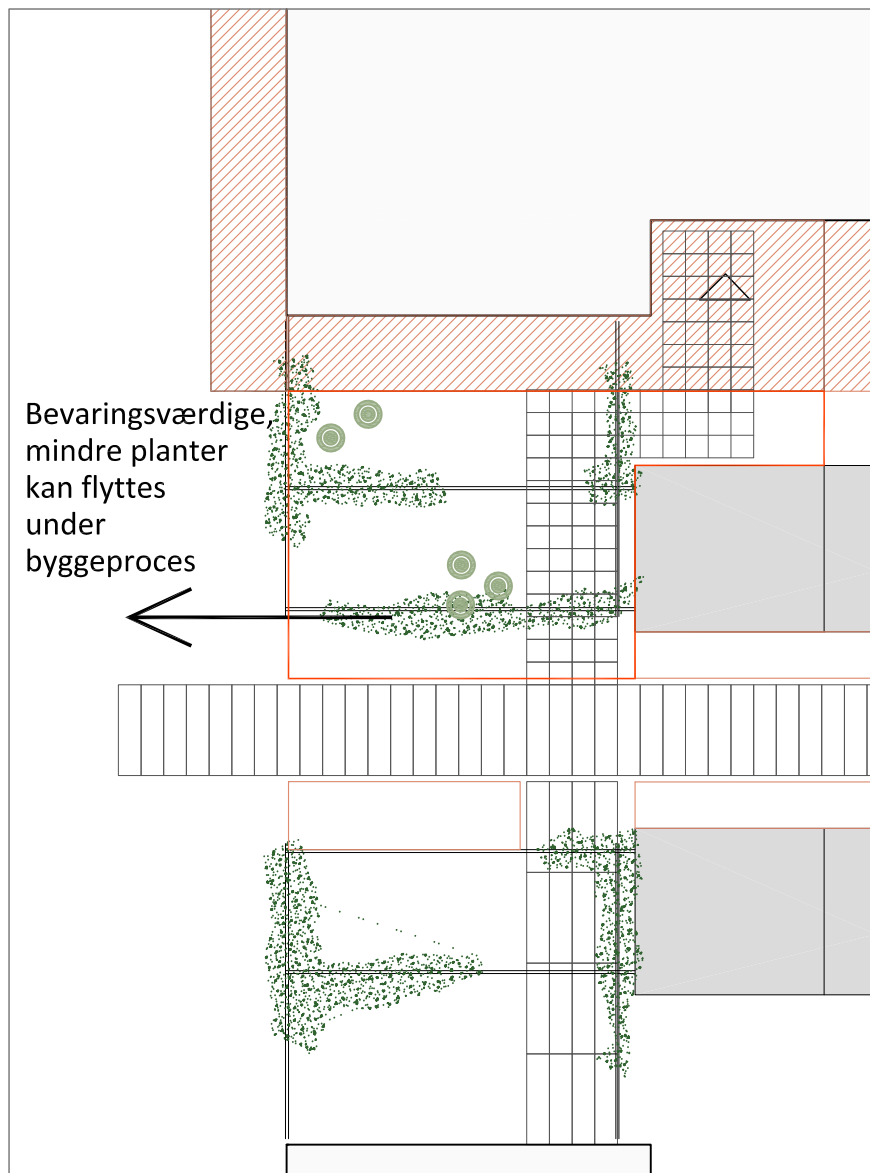 Bevaringsværdige,
mindre planter
kan flyttes
under
byggeproces